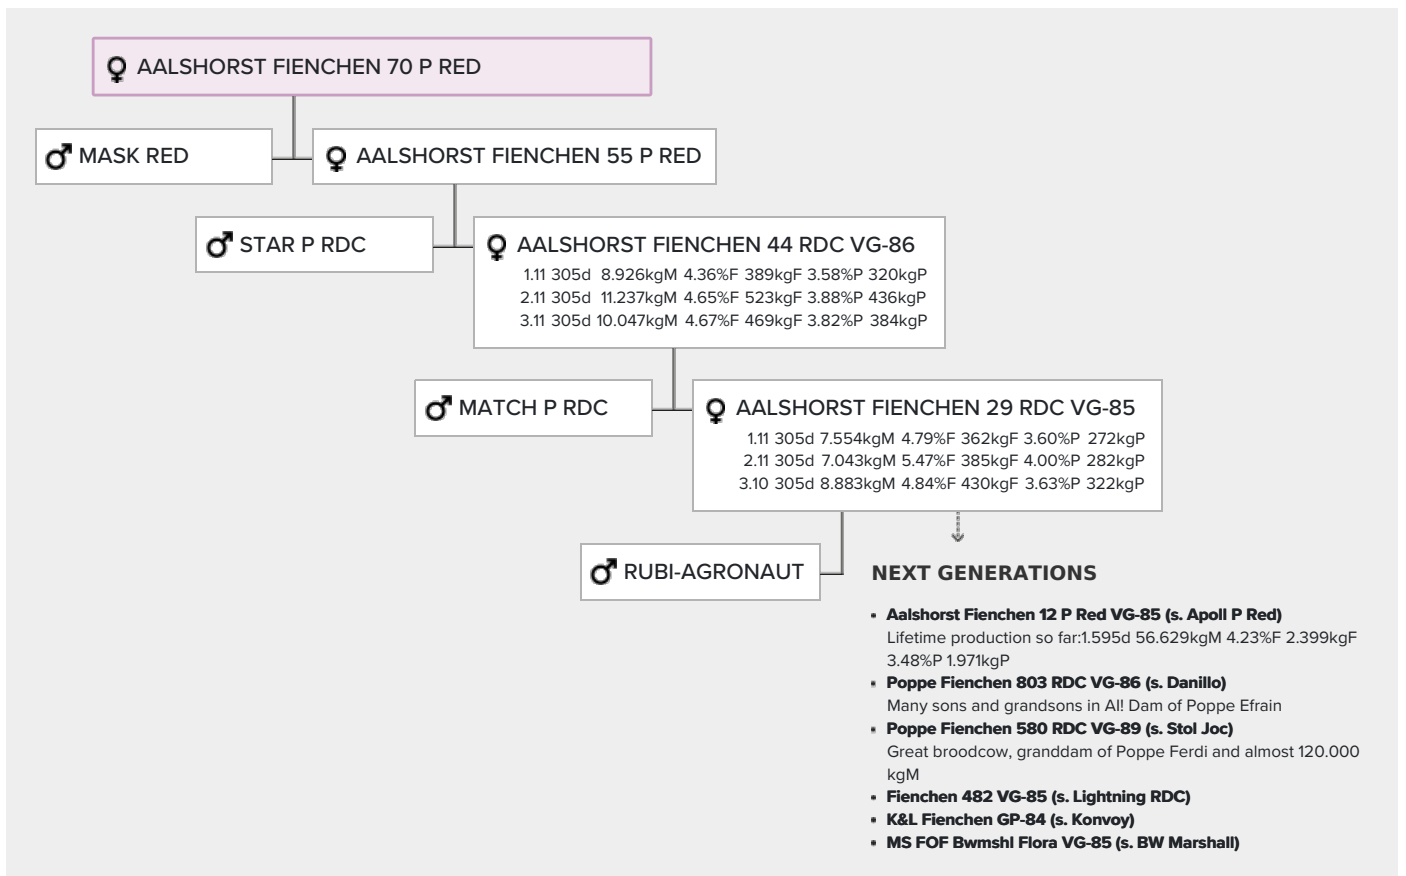 AALSHORST FIENCHEN 70 P RED
MASK RED
AALSHORST FIENCHEN 55 P RED
STAR P RDC
AALSHORST FIENCHEN 44 RDC VG-86
1.11 305d 8.926kgM 4.36%F 389kgF 3.58%P 320kgP
2.11 305d 11.237kgM 4.65%F 523kgF 3.88%P 436kgP
3.11 305d 10.047kgM 4.67%F 469kgF 3.82%P 384kgP
MATCH P RDC
AALSHORST FIENCHEN 29 RDC VG-85
1.11 305d 7.554kgM 4.79%F 362kgF 3.60%P 272kgP
2.11 305d 7.043kgM 5.47%F 385kgF 4.00%P 282kgP
3.10 305d 8.883kgM 4.84%F 430kgF 3.63%P 322kgP
RUBI-AGRONAUT
NEXT GENERATIONS
Aalshorst Fienchen 12 P Red VG-85 (s. Apoll P Red)
Lifetime production so far:1.595d 56.629kgM 4.23%F 2.399kgF
3.48%P 1.971kgP
Poppe Fienchen 803 RDC VG-86 (s. Danillo)
Many sons and grandsons in AI! Dam of Poppe Efrain
Poppe Fienchen 580 RDC VG-89 (s. Stol Joc)
Great broodcow, granddam of Poppe Ferdi and almost 120.000
kgM
Fienchen 482 VG-85 (s. Lightning RDC)
K&L Fienchen GP-84 (s. Konvoy)
MS FOF Bwmshl Flora VG-85 (s. BW Marshall)